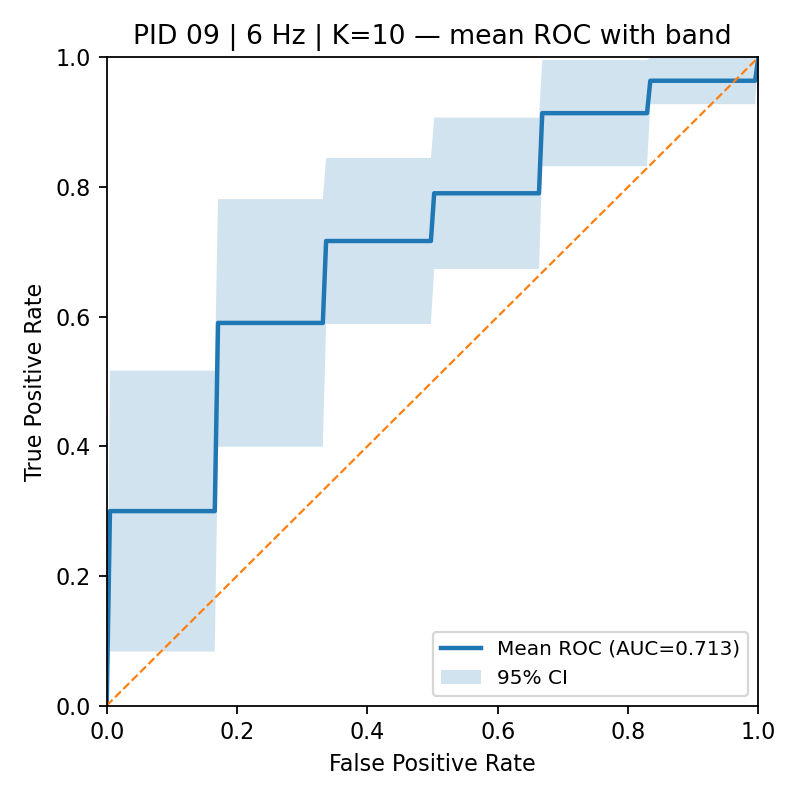 PID 09 | 6 Hz | K=10 — mean ROC with band
1.0
0.8
0.6
0.4
0.2
0.0
True Positive Rate
Mean ROC (AUC=0.713)
95% CI
0.0 0.2 0.4 0.6 0.8 1.0
False Positive Rate